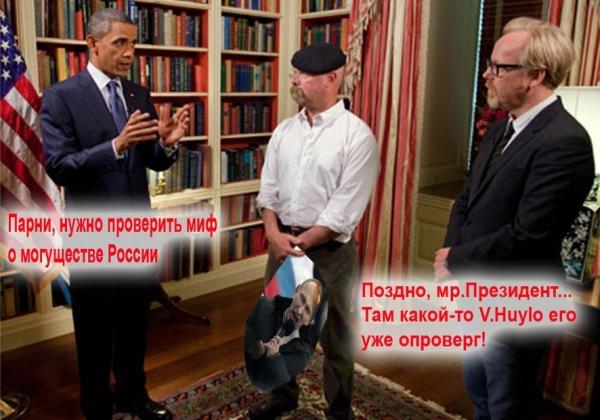 Парни, нужно проверить миф
о могуществе России
Поздно, мр.Президент...
Там какой-то V.Huylo его
уже опроверг!